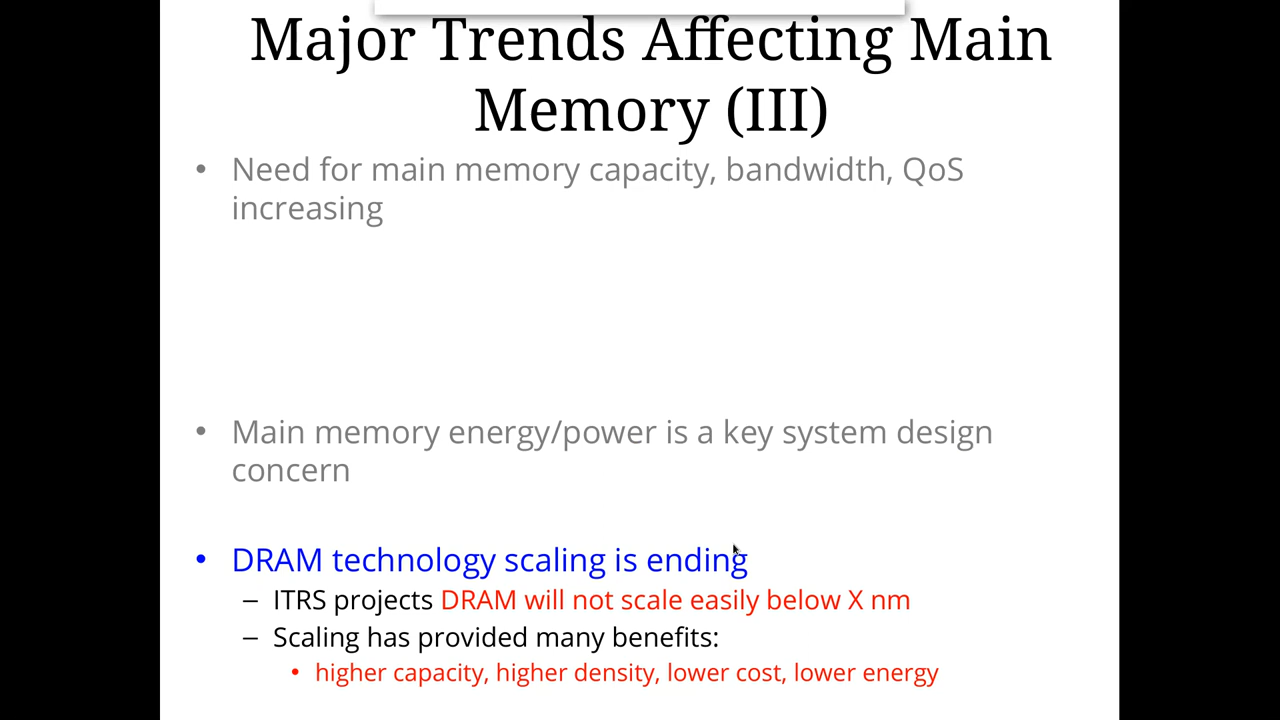 Major Trends Affecting Main
Memory (III)
• Need for main memory capacity, bandwidth, QoS
increasing
• Main memory energy/power is a key system design
concern
• DRAM technology scaling is ending
– ITRS projects DRAM will not scale easily below X nm
– Scaling has provided many benefits:
• higher capacity, higher density, lower cost, lower energy